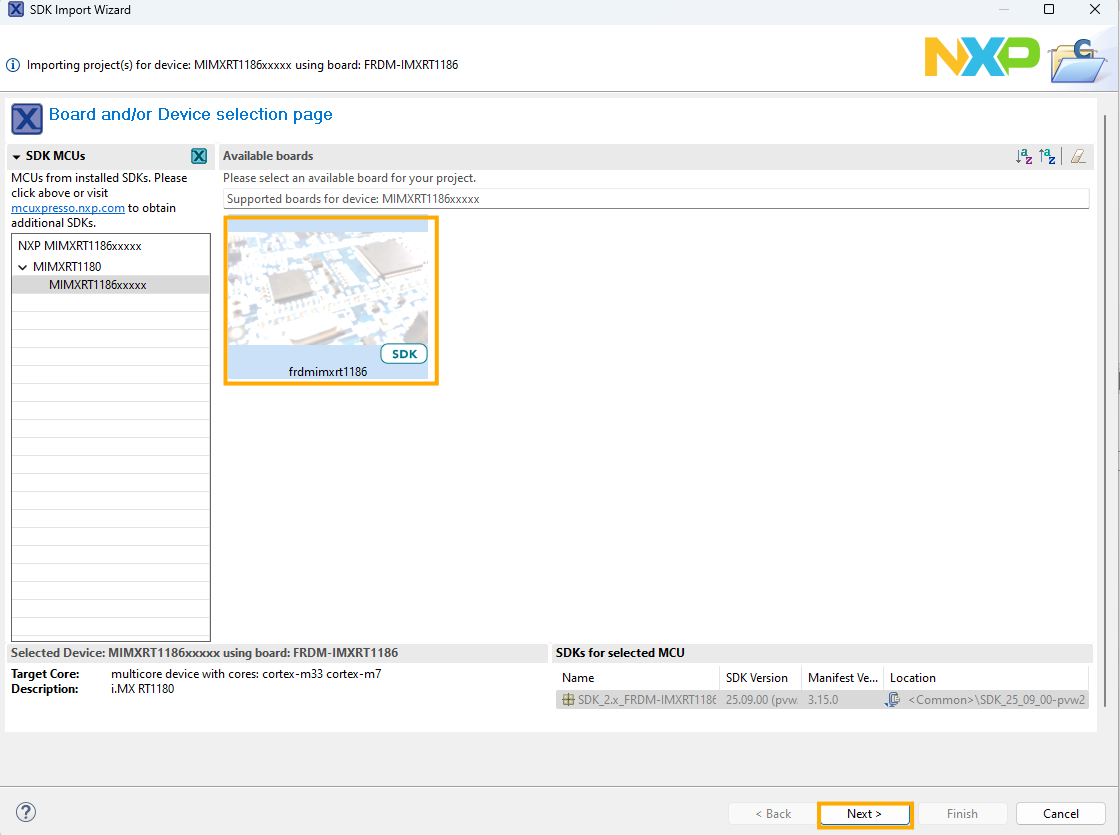 SDK Import Wizard
Importing project(s) for device: MIMXRT1186xxxxx using board: FRDM-IMXRT1186
NXP
C
Board and/or Device selection page
SDK MCUs
MCUs from installed SDKs. Please
click above or visit
mcuxpresso.nxp.com to obtain
additional SDKs.
NXP MIMXRT1186xxxxx
MIMXRT1180
MIMXRT1186xxxxx
Available boards
Please select an available board for your project.
Supported boards for device: MIMXRT1186xxxxx
SDK
frdmimxrt1186
Selected Device: MIMXRT1186xxxxx using board: FRDM-IMXRT1186
Target Core: multicore device with cores: cortex-m33 cortex-m7
Description: i.MX RT1180
SDKs for selected MCU
Name SDK Version Manifest Ve... Location
SDK_2.x_FRDM-IMXRT1186 25.09.00 (pvw. 3.15.0 <Common>\SDK_25_09_00-pvw2
< Back Next > Finish Cancel